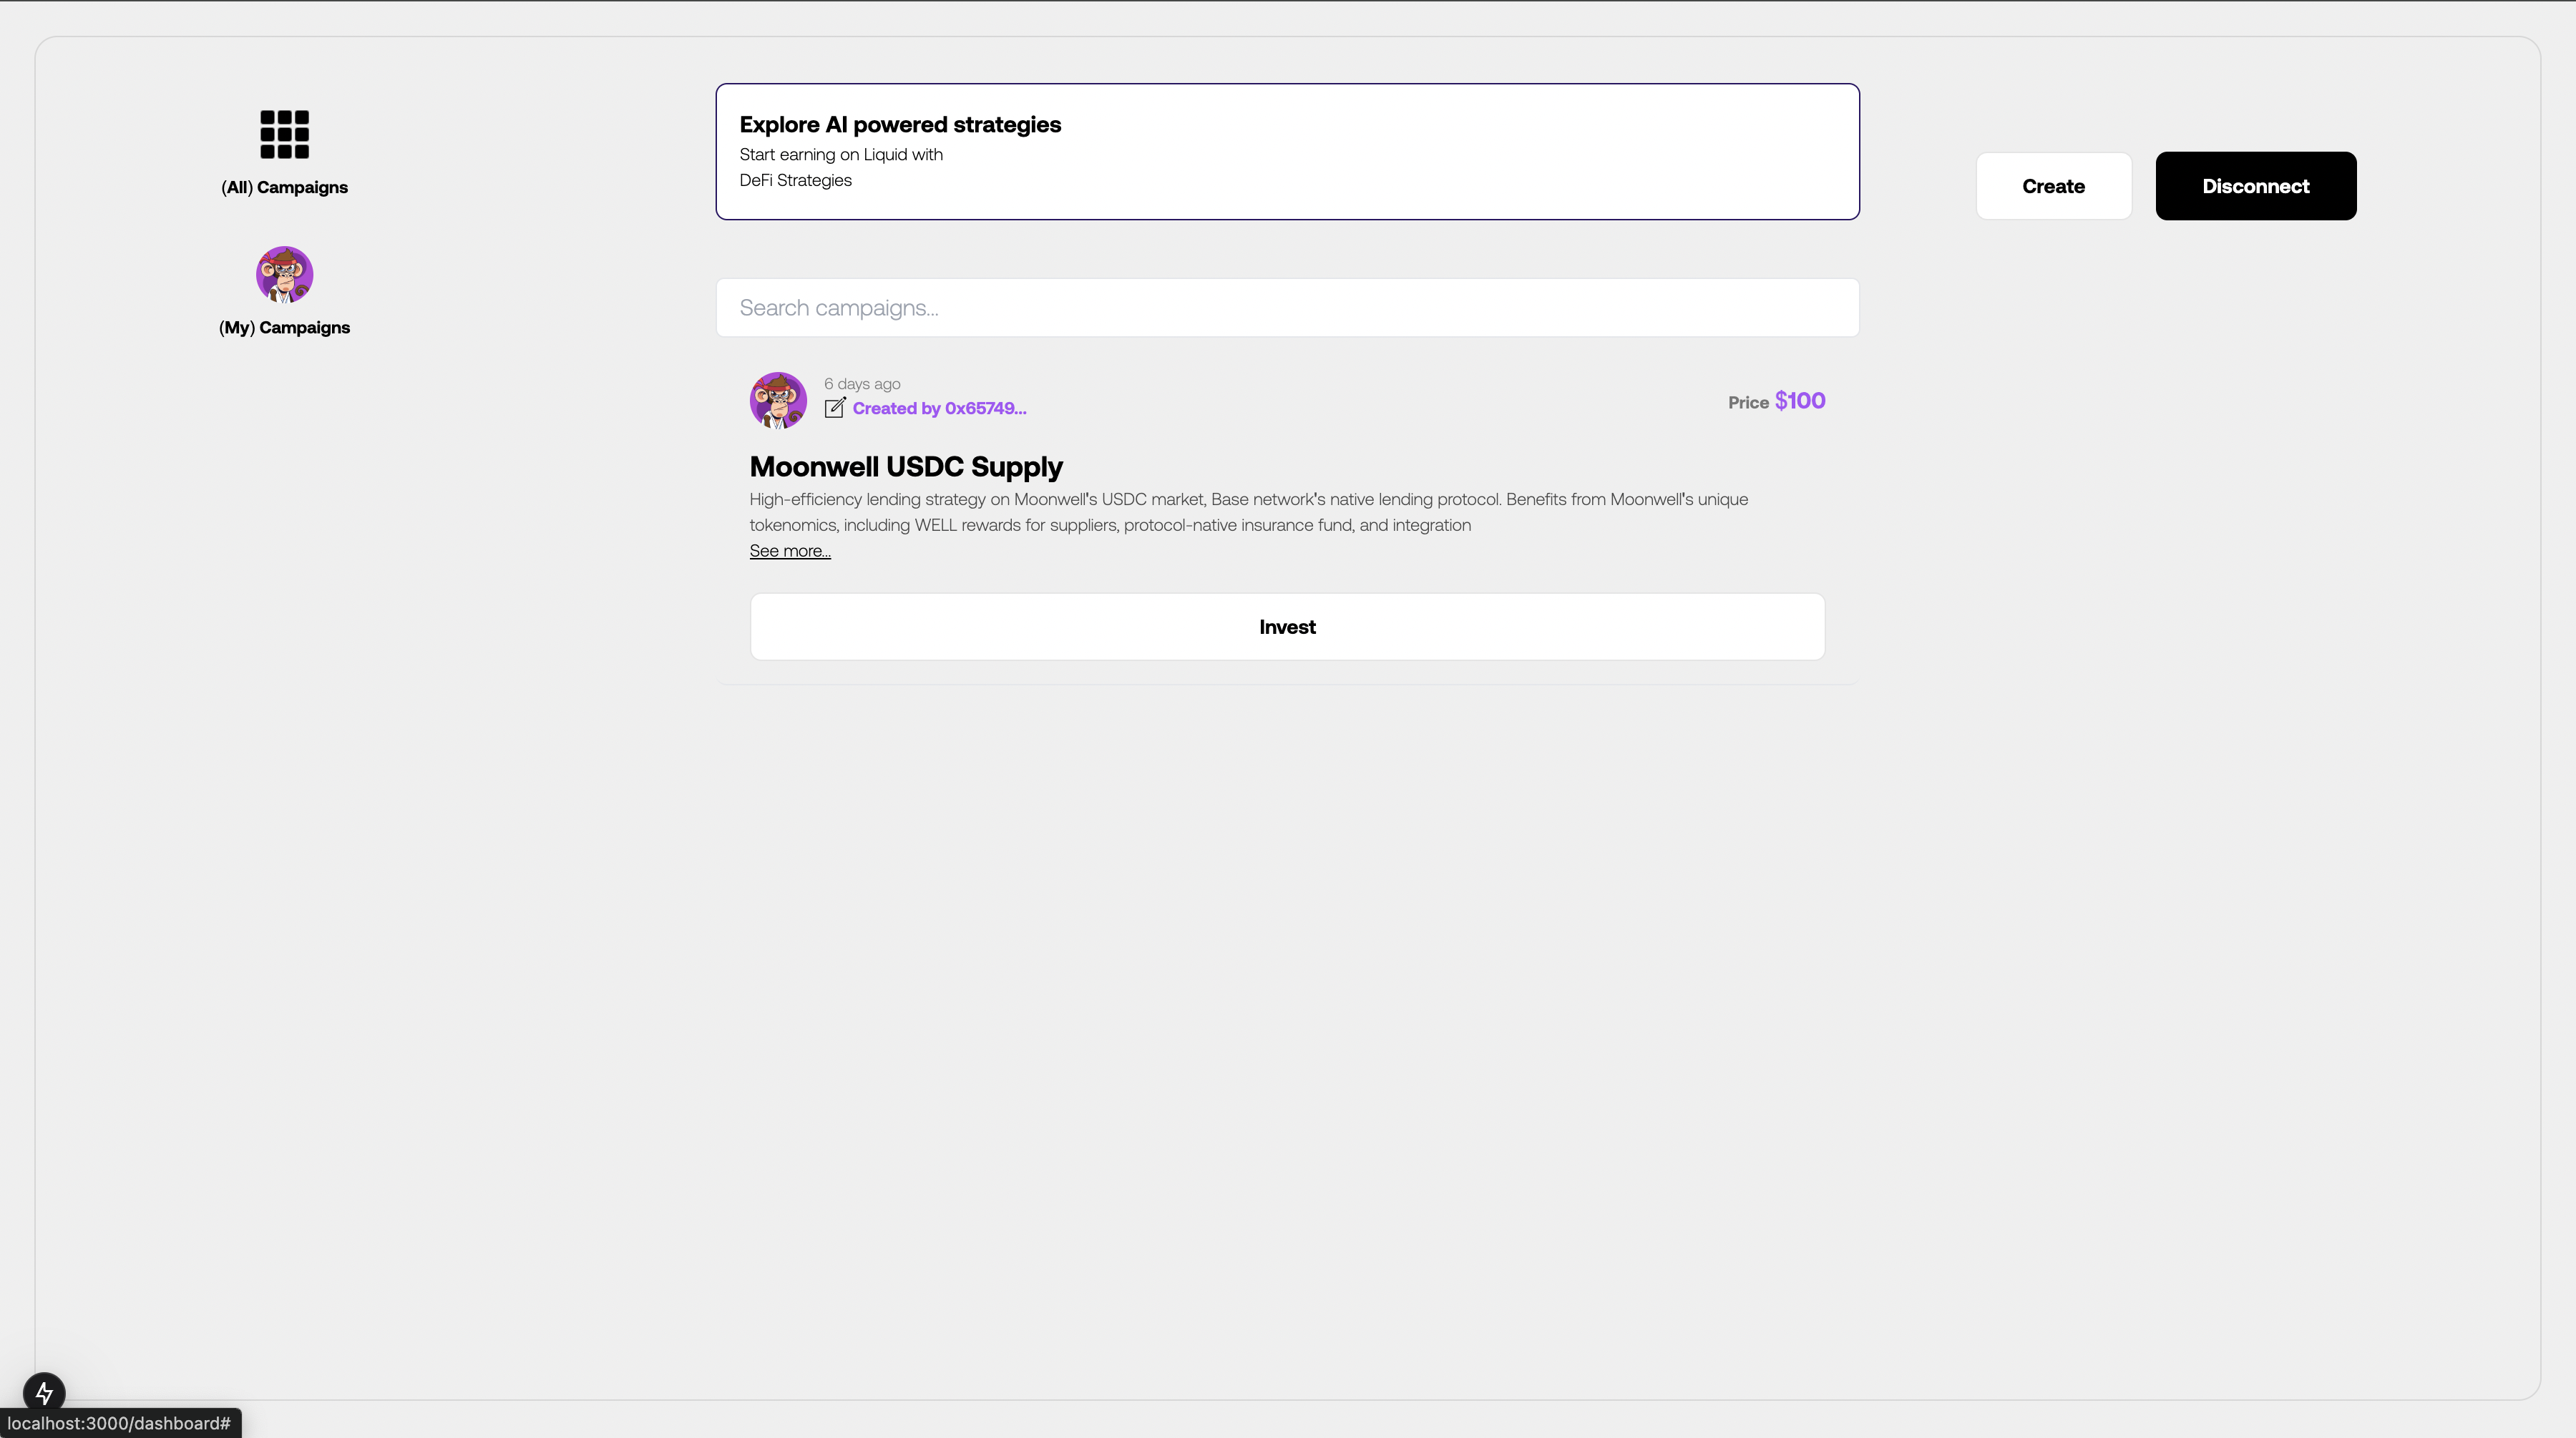 (All) Campaigns
(My) Campaigns
Explore AI powered strategies
Start earning on Liquid with
DeFi Strategies
Create
Disconnect
Search campaigns...
6 days ago
Created by 0x65749...
Price $100
Moonwell USDC Supply
High-efficiency lending strategy on Moonwell's USDC market, Base network's native lending protocol. Benefits from Moonwell's unique
tokenomics, including WELL rewards for suppliers, protocol-native insurance fund, and integration
See more...
Invest
localhost:3000/dashboard#